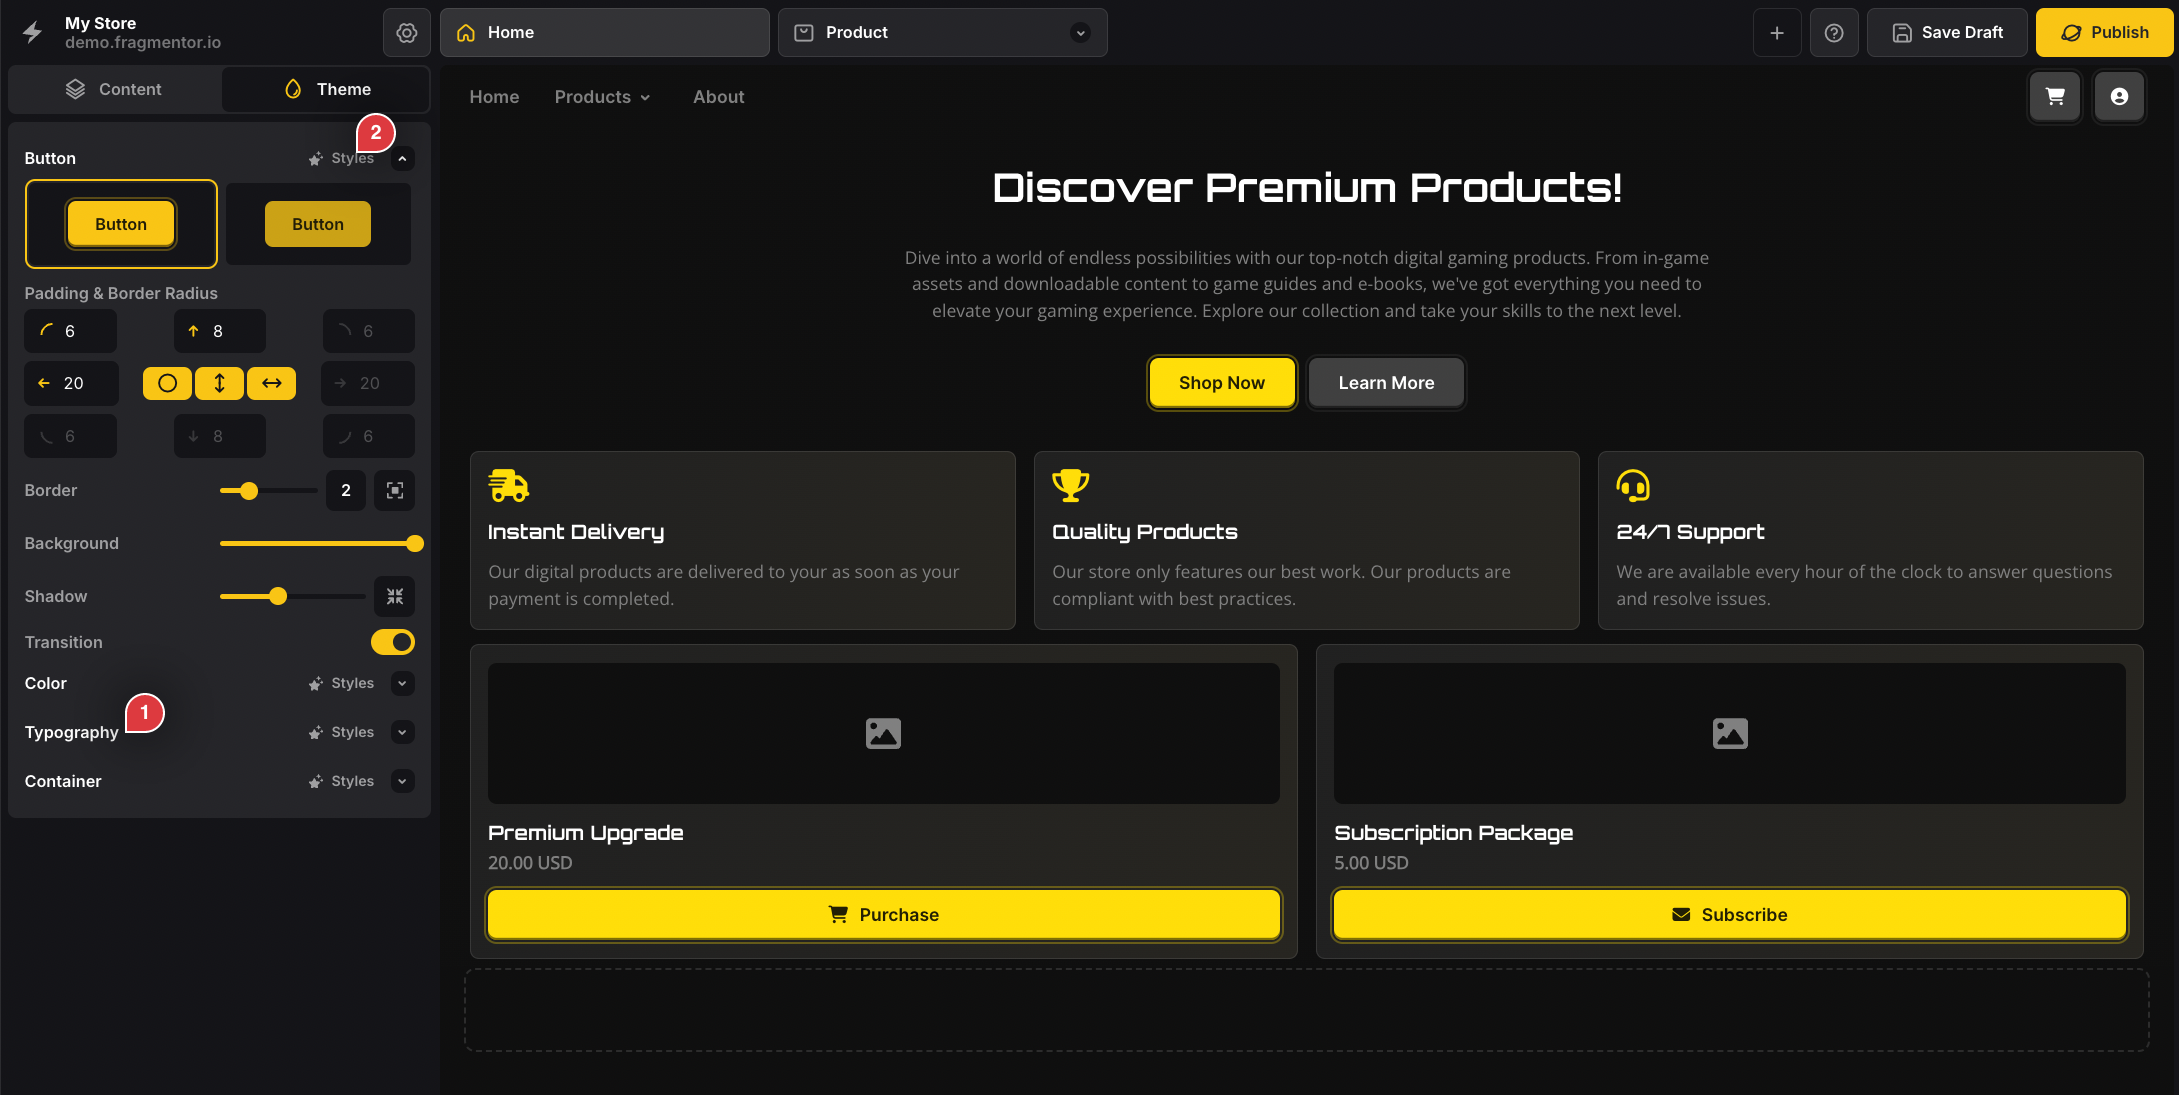 My Store
demo.fragmentor.io
Home
Product
Save Draft
Publish
Content
Theme
2
Button
Styles
Button
Button
Padding & Border Radius
6
8
6
20
20
6
8
6
Border
2
Background
Shadow
Transition
Color
Styles
1
Typography
Styles
Container
Styles
Home
Products
About
Discover Premium Products!
Dive into a world of endless possibilities with our top-notch digital gaming products. From in-game
assets and downloadable content to game guides and e-books, we've got everything you need to
elevate your gaming experience. Explore our collection and take your skills to the next level.
Shop Now
Learn More
Instant Delivery
Our digital products are delivered to your as soon as your
payment is completed.
Quality Products
Our store only features our best work. Our products are
compliant with best practices.
24/7 Support
We are available every hour of the clock to answer questions
and resolve issues.
Premium Upgrade
20.00 USD
Purchase
Subscription Package
5.00 USD
Subscribe